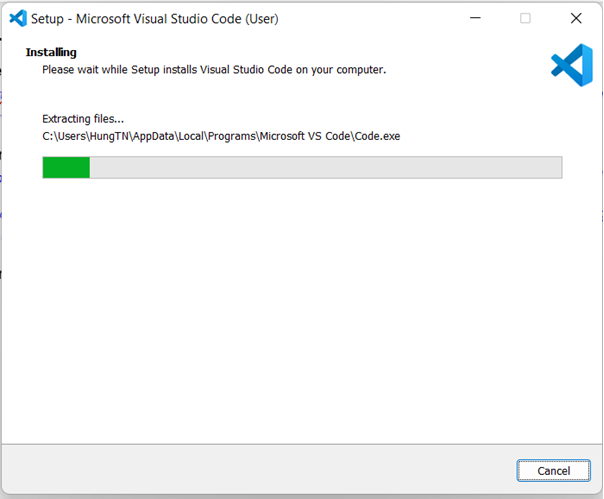 Setup - Microsoft Visual Studio Code (User)
Installing
Please wait while Setup installs Visual Studio Code on your computer.
Extracting files...
C:\Users\HungTN\AppData\Local\Programs\Microsoft VS Code\Code.exe
Cancel